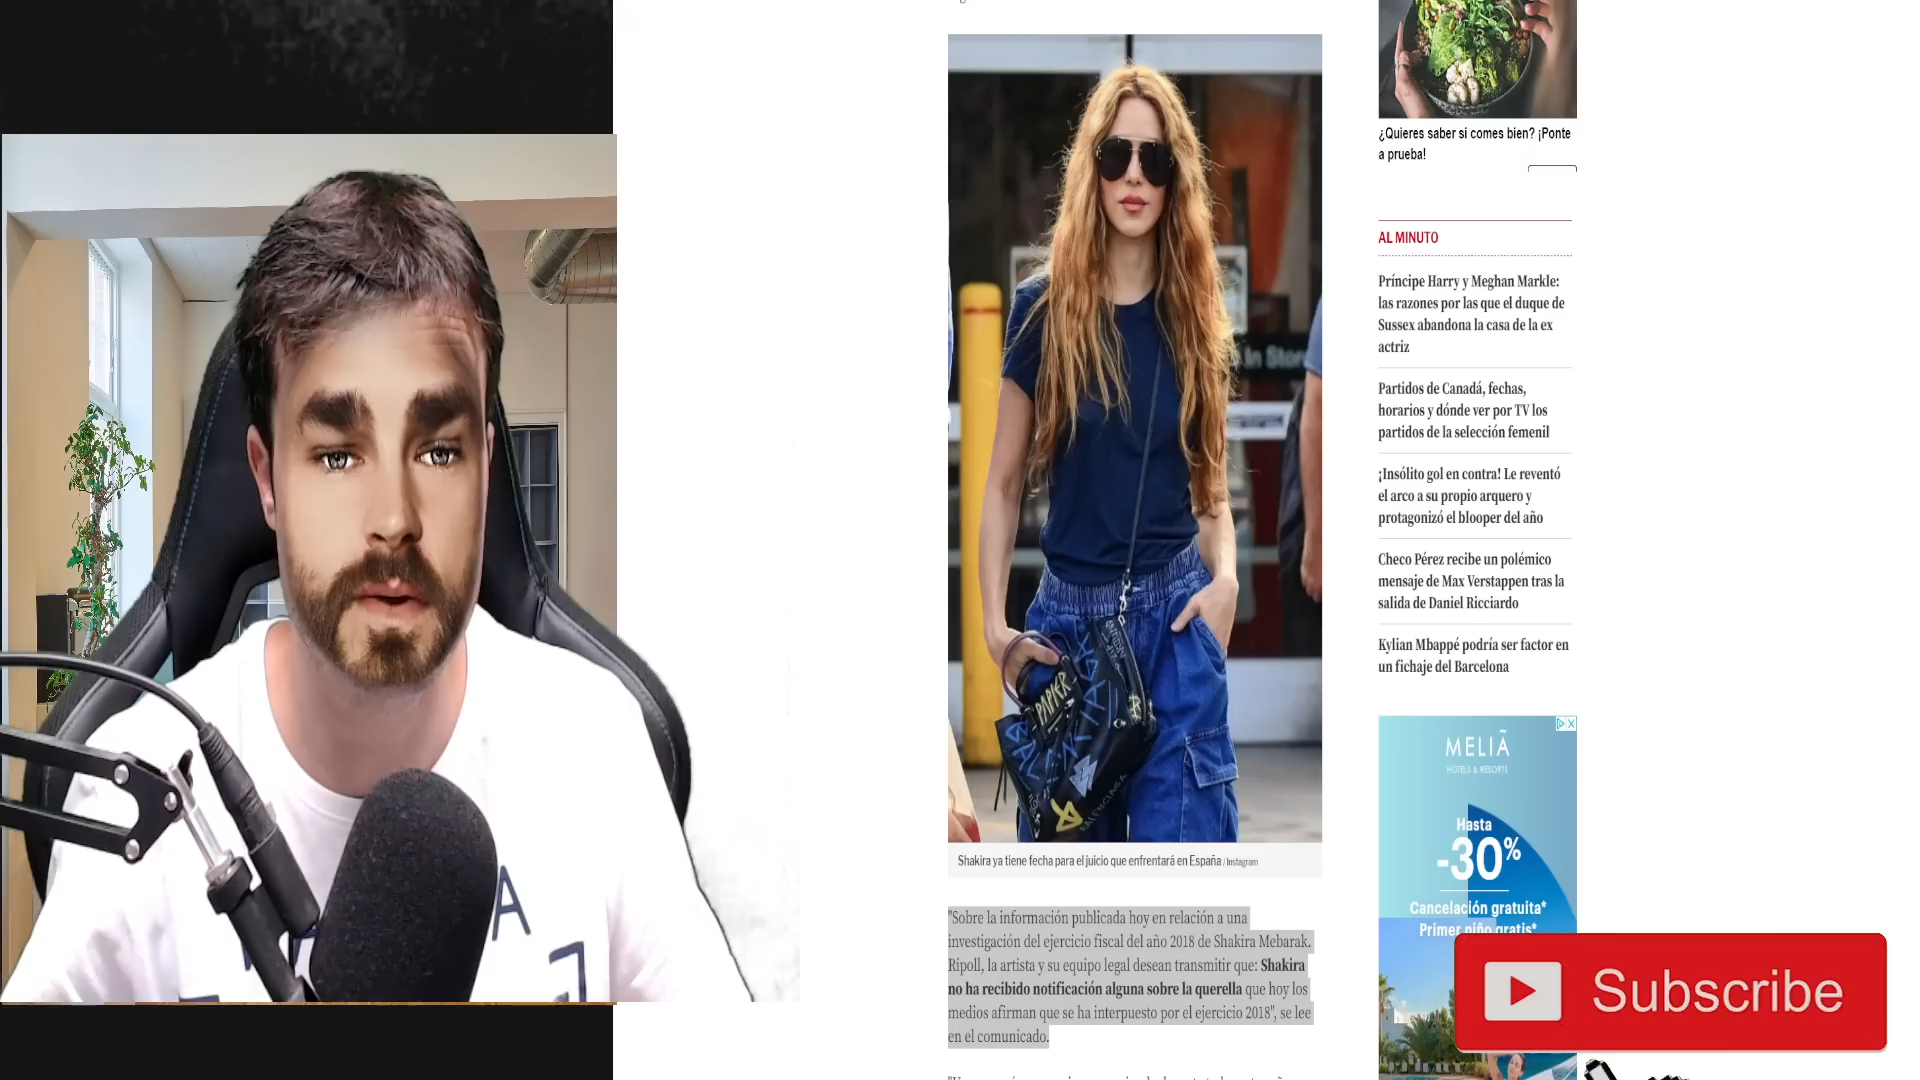 ¿Quieres saber si comes bien? ¡Ponte
a prueba!
AL MINUTO
Príncipe Harry y Meghan Markle:
las razones por las que el duque de
Sussex abandona la casa de la ex
actriz
Partidos de Canadá, fechas,
horarios y dónde ver por TV los
partidos de la selección femenil
¡Insólito gol en contra! Le reventó
el arco a su propio arquero y
protagonizó el blooper del año
Checo Pérez recibe un polémico
mensaje de Max Verstappen tras la
salida de Daniel Ricciardo
Kylian Mbappé podría ser factor en
un fichaje del Barcelona
In Store
PAPIER
BALENCIAGA
Shakira ya tiene fecha para el juicio que enfrentará en España / Instagram
"Sobre la información publicada hoy en relación a una
investigación del ejercicio fiscal del año 2018 de Shakira Mebarak.
Ripoll, la artista y su equipo legal desean transmitir que: Shakira
no ha recibido notificación alguna sobre la querella que hoy los
medios afirman que se ha interpuesto por el ejercicio 2018", se lee
en el comunicado.
MELIÃ
HOTELS & RESORTS
Hasta
-30%
Cancelación gratuita*
Primer niño gratis*
Subscribe